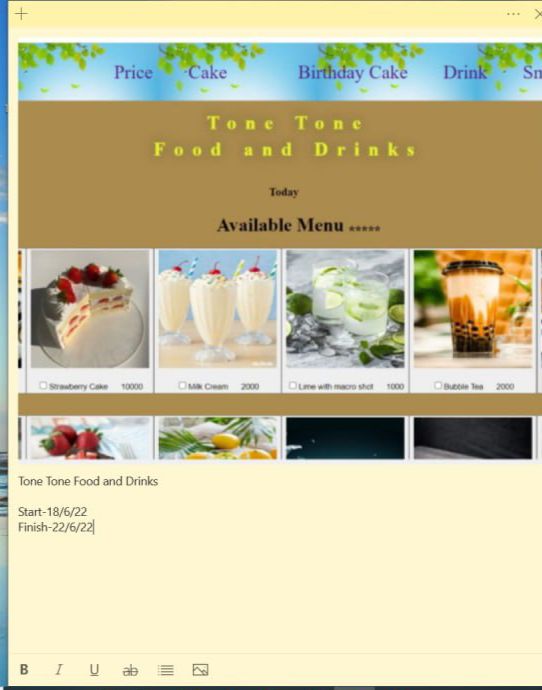 Price Cake Birthday Cake Drink
Tone Tone
Food and Drinks
Today
Available Menu *****
Strawberry Cake 10000
Milk Cream 2000
Lime with macro shot 1000
Bubble Tea 2000
Tone Tone Food and Drinks
Start-18/6/22
Finish-22/6/22
B I U ab